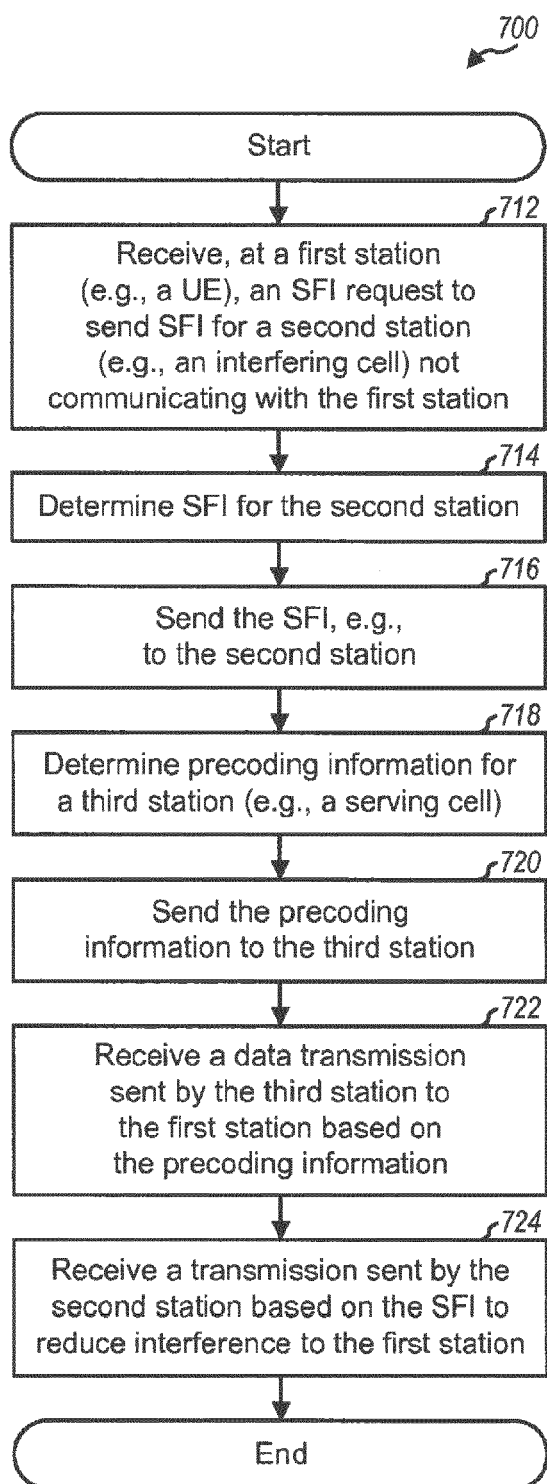 700
Start
712
Receive, at a first station
(e.g., a UE), an SFI request to
send SFI for a second station
(e.g., an interfering cell) not
communicating with the first station
714
Determine SFI for the second station
716
Send the SFI, e.g.,
to the second station
718
Determine precoding information for
a third station (e.g., a serving cell)
720
Send the precoding
information to the third station
722
Receive a data transmission
sent by the third station to
the first station based on
the precoding information
724
Receive a transmission sent by the
second station based on the SFI to
reduce interference to the first station
End